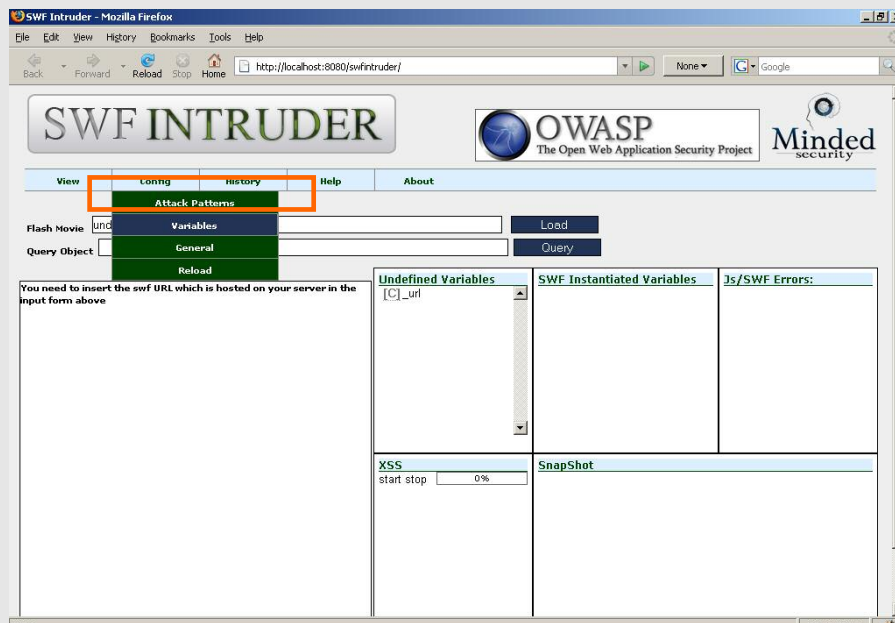 SWF Intruder - Mozilla Firefox
File Edit View History Bookmarks Tools Help
Back Forward Reload Stop Home http://localhost:8080/swfintruder/ None Google
SWF INTRUDER
OWASP
The Open Web Application Security Project
Minded
security
View Config History Help About
Attack Patterns
Variables
General
Reload
Flash Movie und Load
Query Object Query
You need to insert the swf URL which is hosted on your server in the
input form above
Undefined Variables
[C]_url
SWF Instantiated Variables
Js/SWF Errors:
XSS
start stop 0%
SnapShot